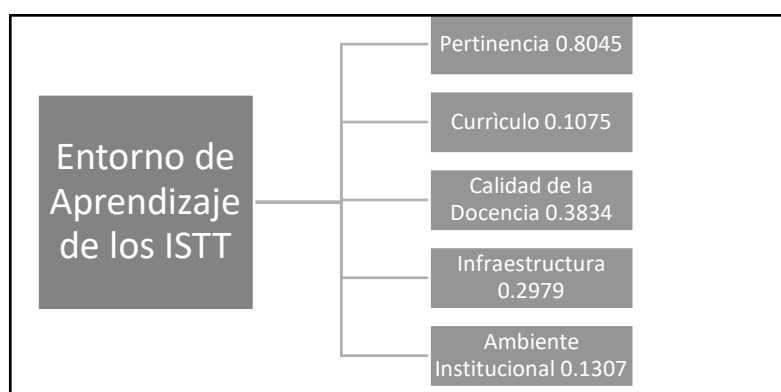 Entorno de
Aprendizaje
de los ISTT
Pertinencia 0.8045
Currìculo 0.1075
Calidad de la
Docencia 0.3834
Infraestructura
0.2979
Ambiente
Institucional 0.1307